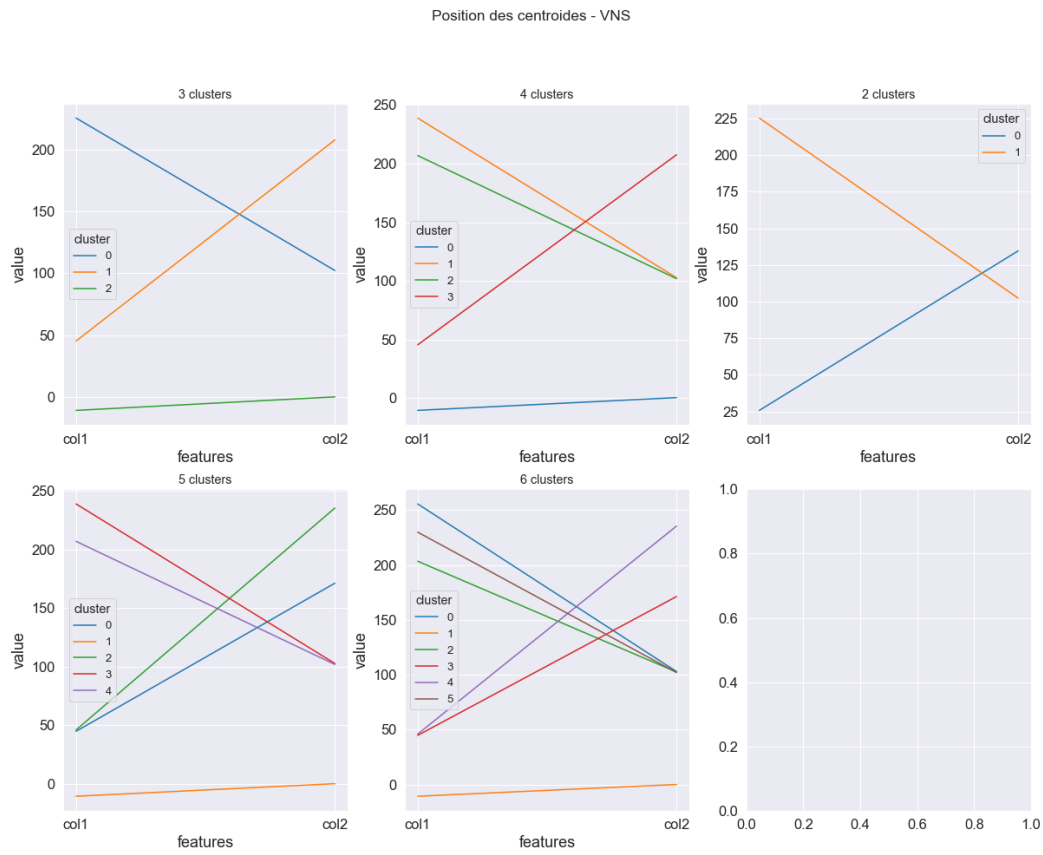 Position des centroides - VNS
3 clusters
250
200
150
100
50
0
value
cluster
0
1
2
col1
col2
features
4 clusters
250
200
150
100
50
0
value
cluster
0
1
2
3
col1
col2
features
2 clusters
225
200
175
150
125
100
75
50
25
value
cluster
0
1
col1
col2
features
5 clusters
250
200
150
100
50
0
value
cluster
0
1
2
3
4
col1
col2
features
6 clusters
250
200
150
100
50
0
value
cluster
0
1
2
3
4
5
col1
col2
features
1.0
0.8
0.6
0.4
0.2
0.0
0.0 0.2 0.4 0.6 0.8 1.0